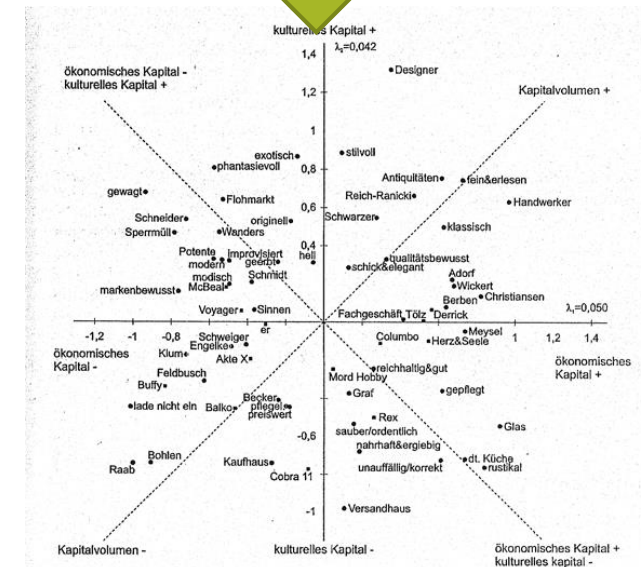 kulturelles Kapital +
λ₂=0,042
1,4
ökonomisches Kapital -
kulturelles Kapital +
Designer
Kapitalvolumen +
1,2
1
exotisch
stilvoll
phantasievoll
0,8
Antiquitäten
fein&erlesen
gewagt
Flohmarkt
Reich-Ranicki
Handwerker
0,6
Schneider
originell
Schwarzer
Sperrmüll
Wanders
klassisch
0,4
Potente
improvisiert
hell
qualitätsbewusst
modern
geerbt
schick&elegant
modisch
Schmidt
Adorf
McBeal
Wickert
markenbewusst
Christiansen
Berben
Voyager
Sinnen
Fachgeschäft
Tölz
Derrick
λ₁=0,050
er
-1,2
-0,8
1
1,4
Meysel
ökonomisches
Kapital -
Schweiger
Columbo
Herz&Seele
ökonomisches
Kapital +
Engelke
Klum
Akte X
reichhaltig&gut
Feldbusch
Mord Hobby
Buffy
Graf
gepflegt
Becker
lade nicht ein
Balko
pflegel.
preiswert
Rex
sauber/ordentlich
Glas
-0,6
nahrhaft&ergiebig
Bohlen
Kaufhaus
dt. Küche
Raab
Cobra 11
unauffällig/korrekt
rustikal
-1
Versandhaus
Kapitalvolumen -
kulturelles Kapital -
ökonomisches Kapital +
kulturelles kapital -